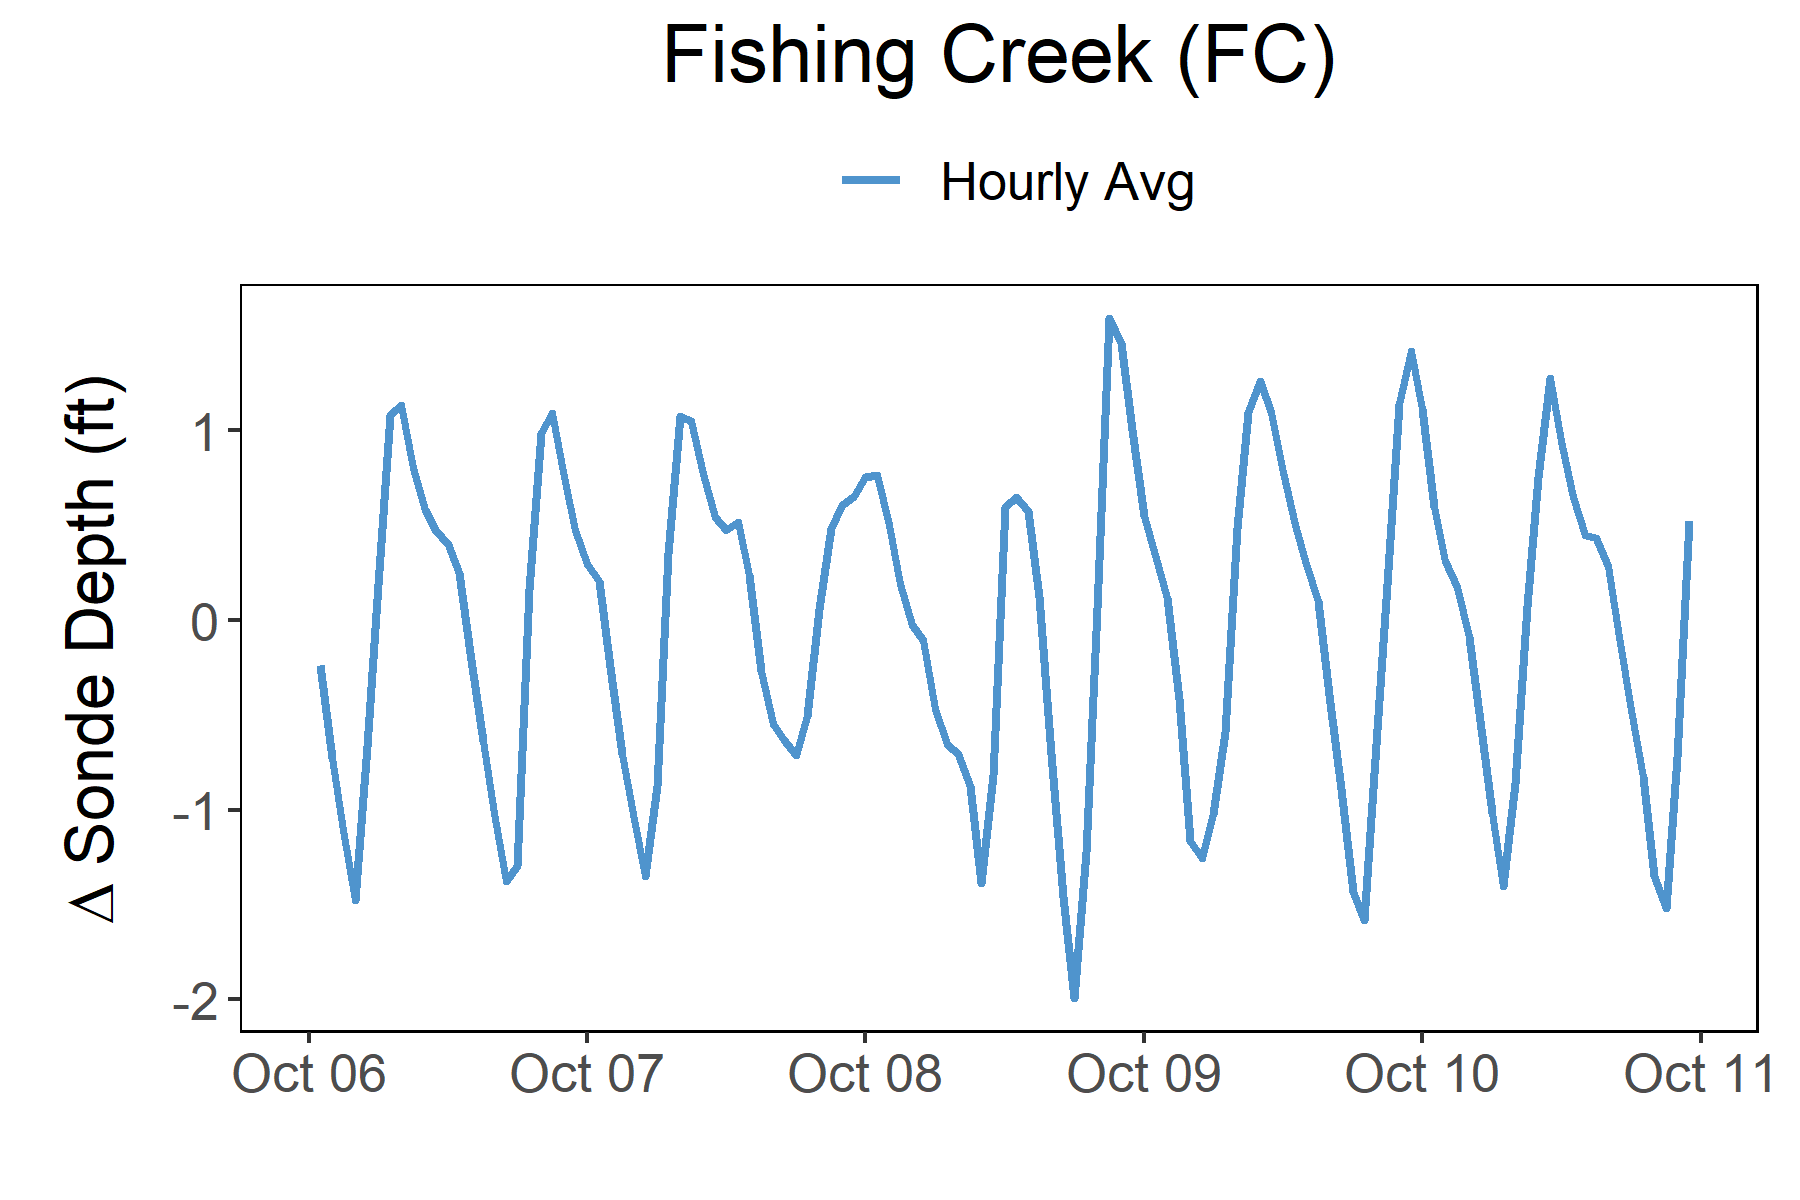 Fishing Creek (FC)
Hourly Avg
Δ Sonde Depth (ft)
1
0
-1
-2
Oct 06
Oct 07
Oct 08
Oct 09
Oct 10
Oct 11